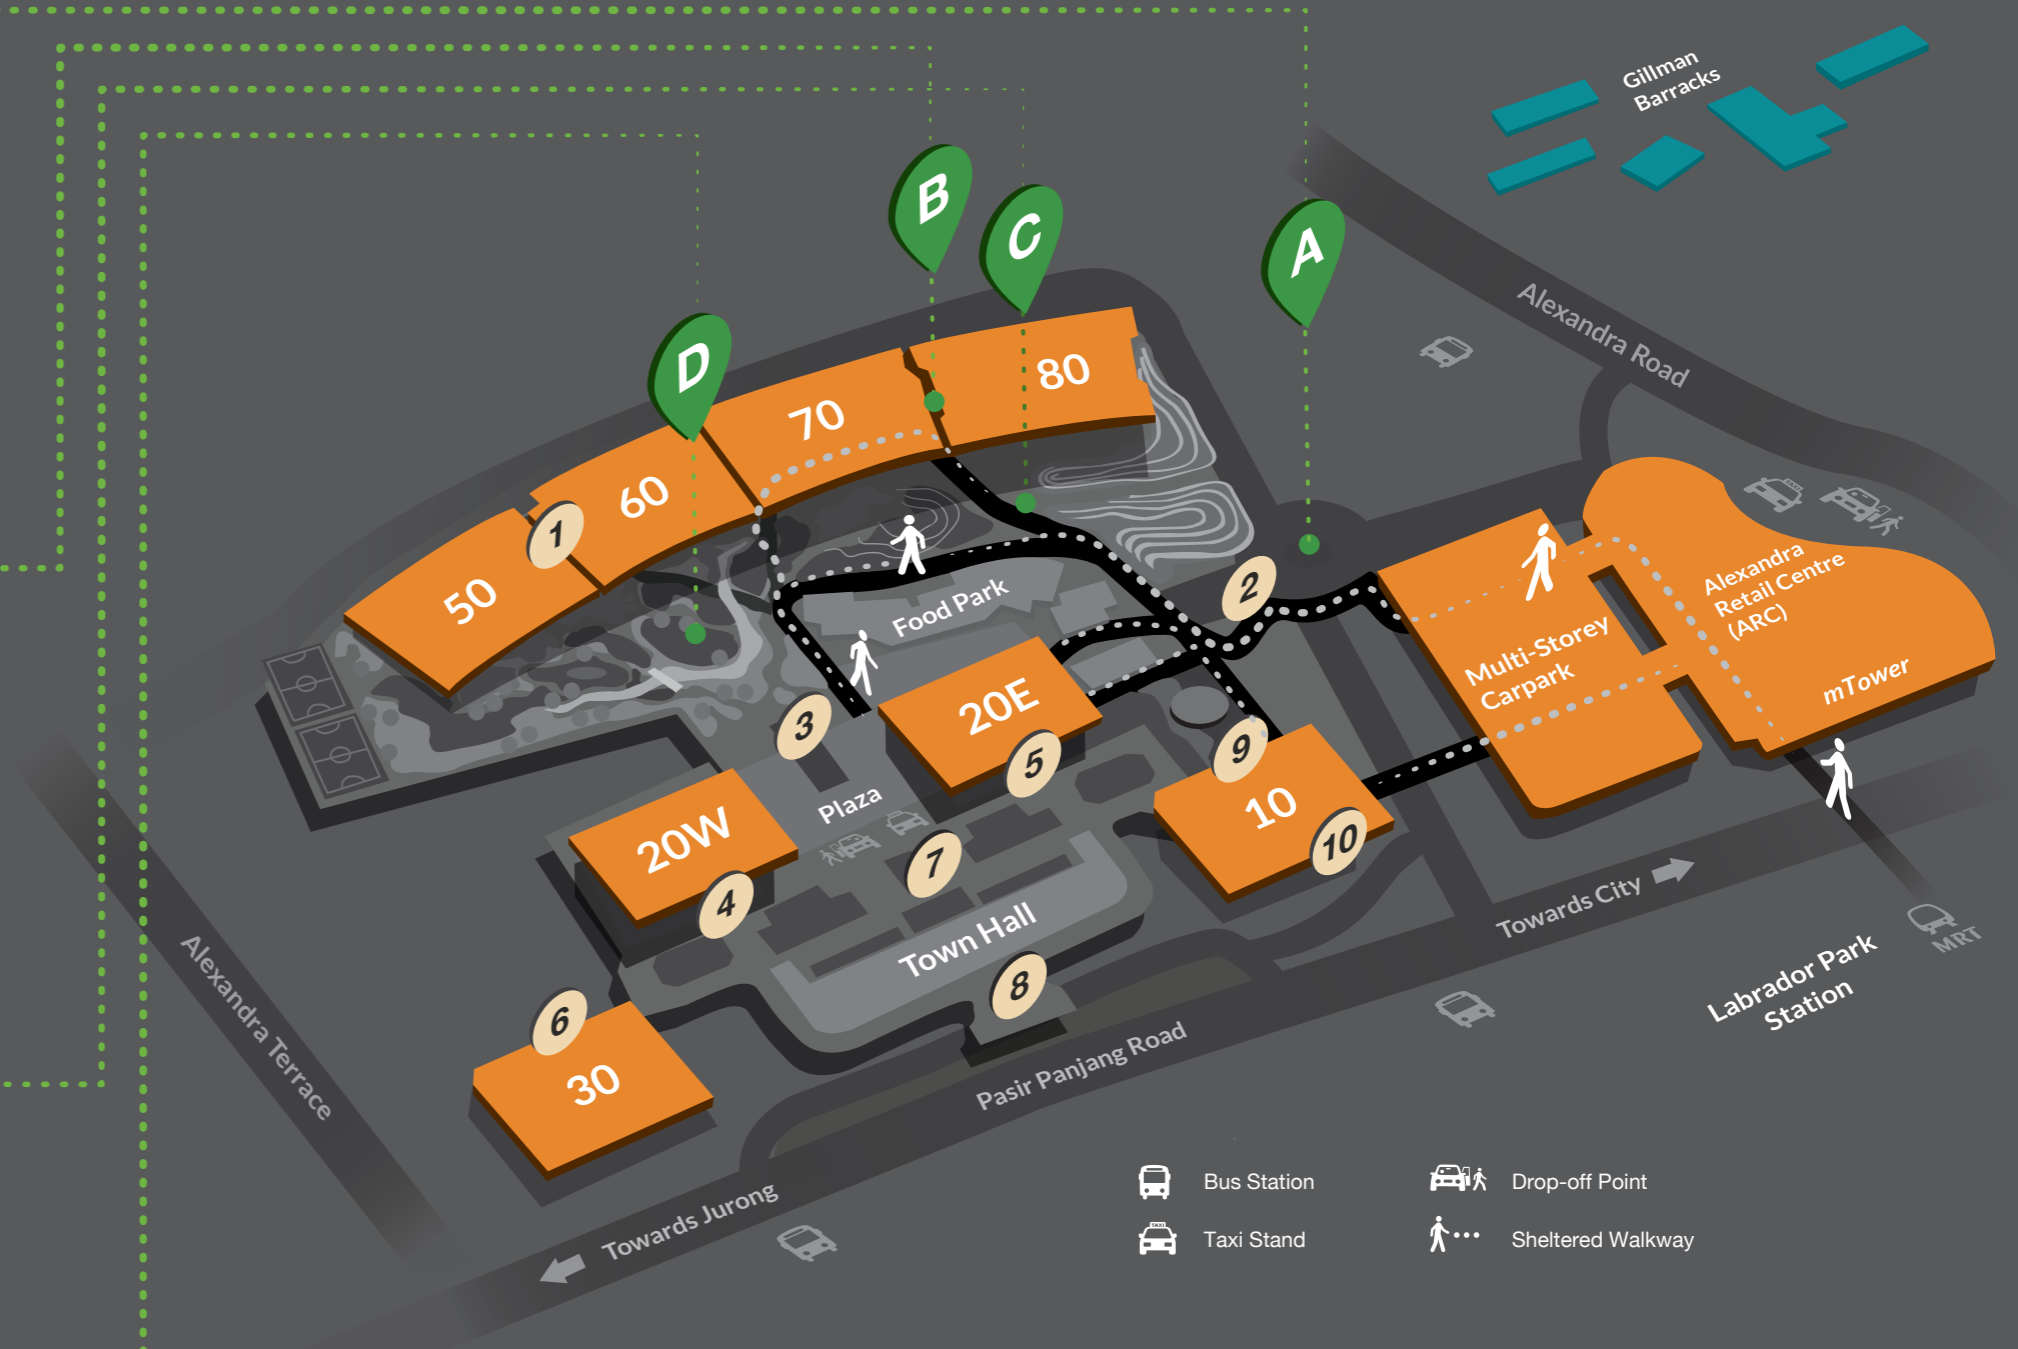 Gillman
Barracks
B
C
A
D
Alexandra Road
80
70
60
50
1
2
Food Park
Alexandra
Retail Centre
(ARC)
Multi-Storey
Carpark
mTower
20E
3
5
9
10
10
Plaza
20W
4
7
Town Hall
8
6
30
Towards City
MRT
Labrador Park
Station
Alexandra Terrace
Pasir Panjang Road
Towards Jurong
Bus Station
Drop-off Point
TAXI
Taxi Stand
Sheltered Walkway